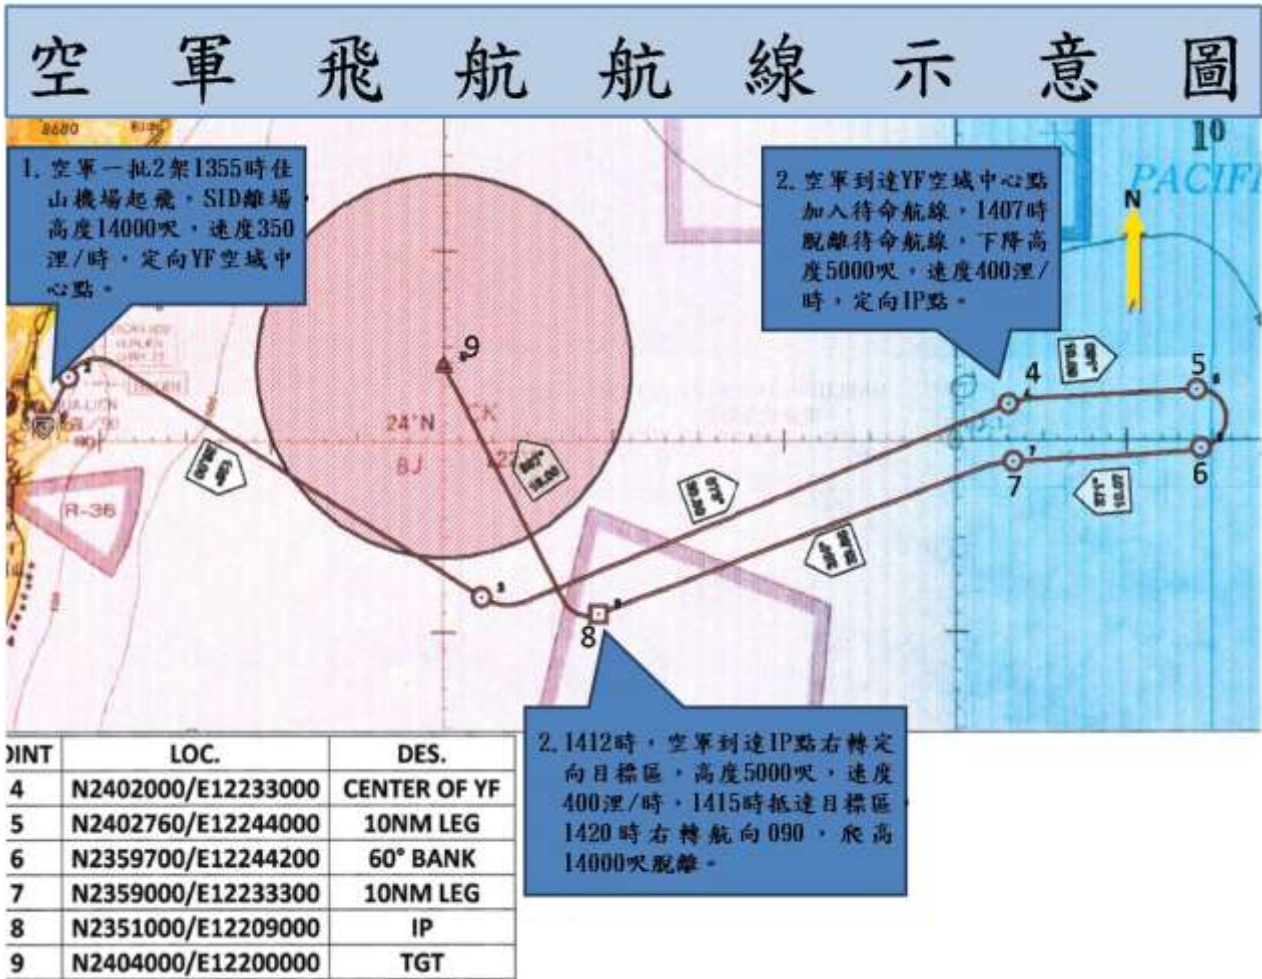 空軍飛航航線示意圖
10
PACIFI
1. 空軍一批2架1355時佳
山機場起飛，SID離場，
高度14000呎，速度350
浬/時，定向YF空域中
心點。
2. 空軍到達YF空域中心點
加入待命航線，1407時
脫離待命航線，下降高
度5000呎，速度400浬/
時，定向IP點。
N
9
4
5
24°N
CK
8J
6
7
R-36
8
2. 1412時，空軍到達IP點右轉定
向目標區，高度5000呎，速度
400浬/時，1415時抵達目標區，
1420時右轉航向090，爬高
14000呎脫離。
OINT LOC. DES.
4 N2402000/E12233000 CENTER OF YF
5 N2402760/E12244000 10NM LEG
6 N2359700/E12244200 60° BANK
7 N2359000/E12233300 10NM LEG
8 N2351000/E12209000 IP
9 N2404000/E12200000 TGT